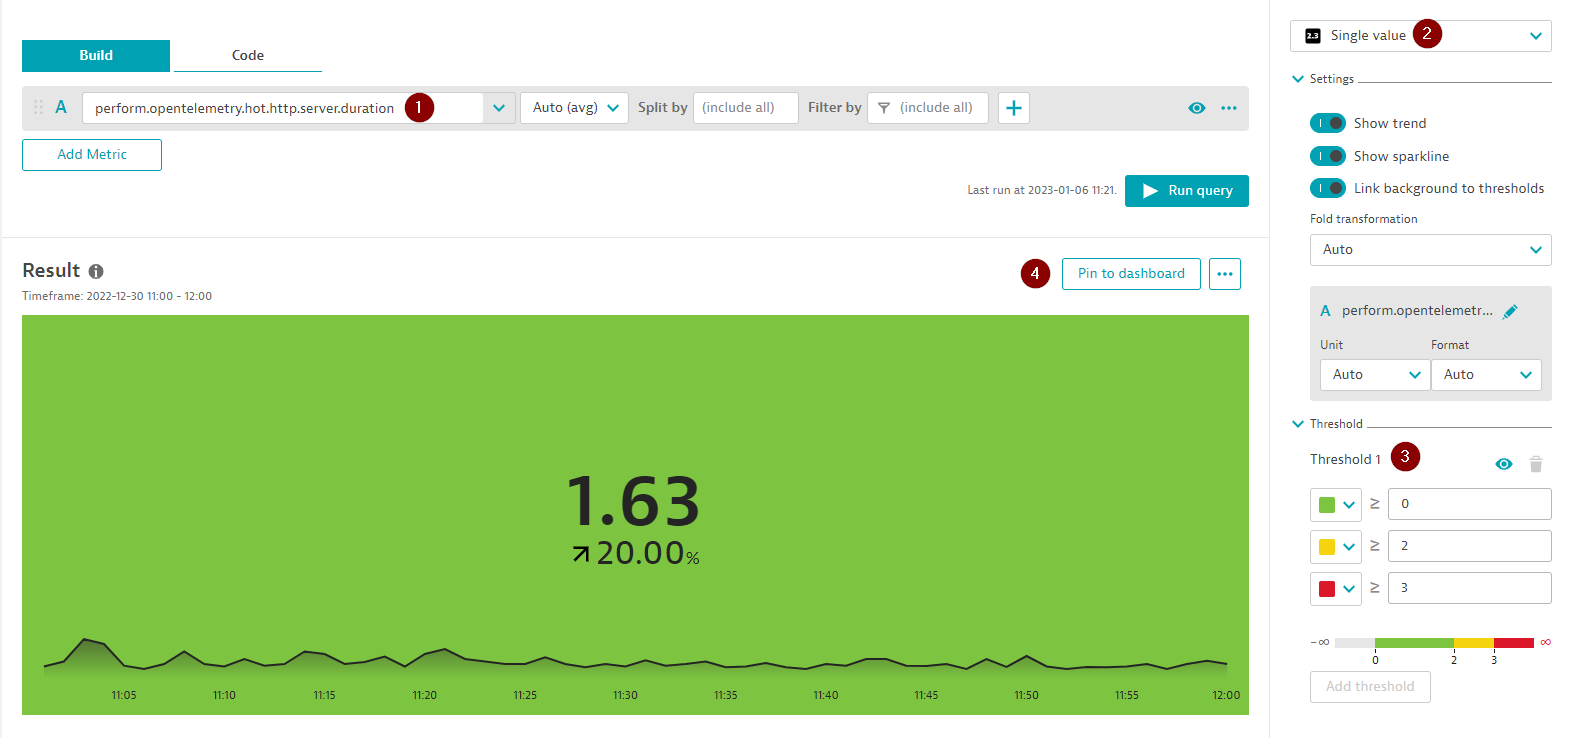 Build
Code
A perform.opentelemetry.hot.http.server.duration 1 Auto (avg) Split by (include all) Filter by (include all)
Add Metric
Last run at 2023-01-06 11:21. Run query
Result
Timeframe: 2022-12-30 11:00 - 12:00
4 Pin to dashboard
1.63
20.00%
11:05 11:10 11:15 11:20 11:25 11:30 11:35 11:40 11:45 11:50 11:55 12:00
2.3 Single value 2
Settings
Show trend
Show sparkline
Link background to thresholds
Fold transformation
Auto
A perform.opentelemetr...
Unit Format
Auto Auto
Threshold
Threshold 1 3
≥ 0
≥ 2
≥ 3
-∞ ∞
0 2 3
Add threshold